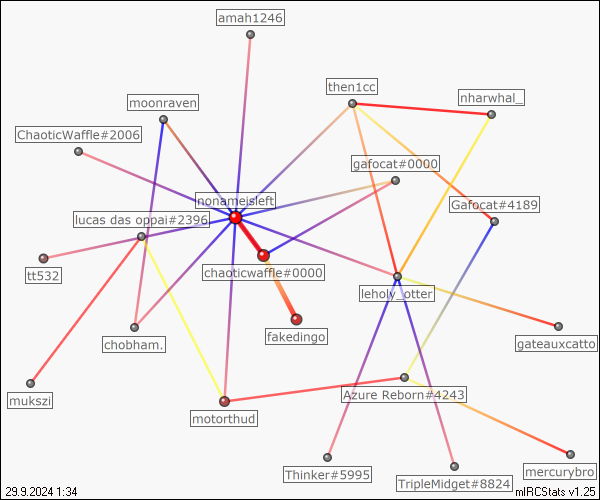 amah1246
then1cc
nharwhal_
moonraven
ChaoticWaffle#2006
gafocat#0000
nonameisleft
Gafocat#4189
lucas das oppai#2396
tt532
chaoticwaffle#0000
leholy_otter
chobham.
fakedingo
gateauxcatto
mukszi
Azure Reborn#4243
motorthud
Thinker#5995
TripleMidget#8824
mercurybro
29.9.2024 1:34
mIRCStats v1.25